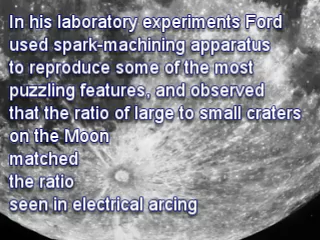 In his laboratory experiments Ford
used spark-machining apparatus
to reproduce some of the most
puzzling features, and observed
that the ratio of large to small craters
on the Moon
matched
the ratio
seen in electrical arcing